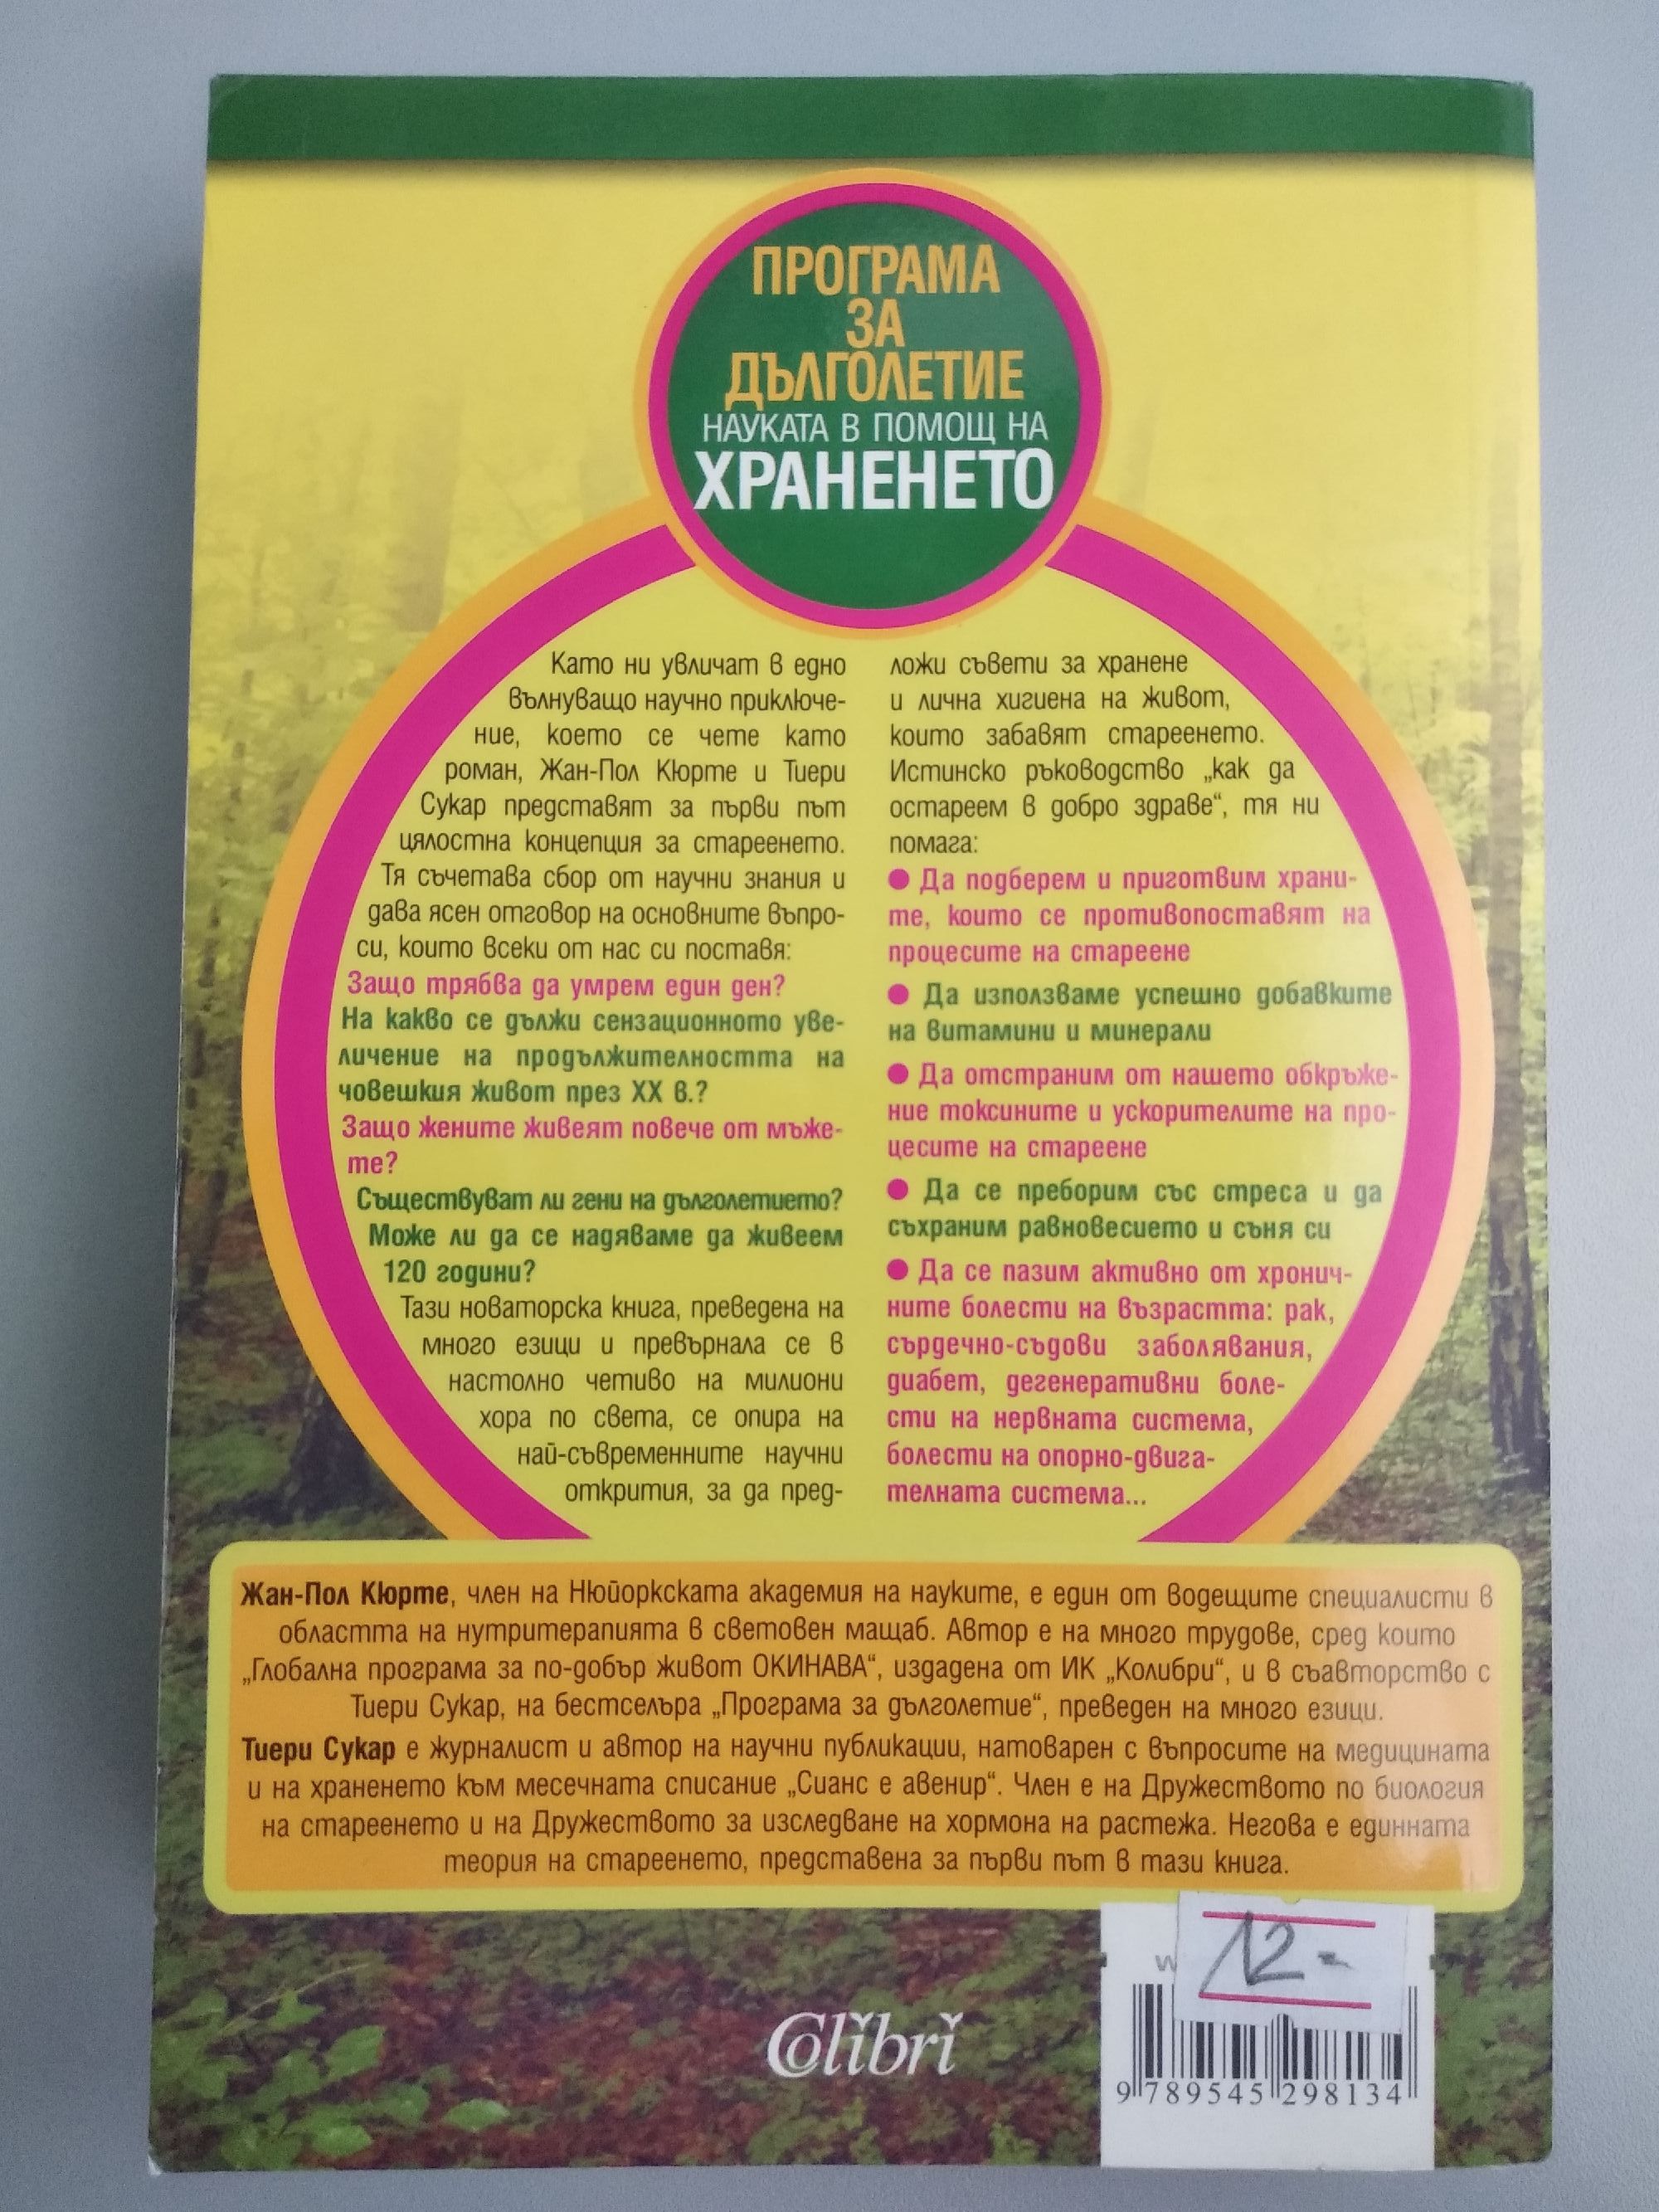 ПРОГРАМА
ЗА
ДЪЛГОЛЕТИЕ
НАУКАТА В ПОМОЩ НА
ХРАНЕНЕТО
Като ни увличат в едно
вълнуващо научно приключе-
ние, което се чете като
роман, Жан-Пол Кюрте и Тиери
Сукар представят за първи път
цялостна концепция за стареенето.
Тя съчетава сбор от научни знания и
дава ясен отговор на основните въпро-
си, които всеки от нас си поставя:
Защо трябва да умрем един ден?
На какво се дължи сензационното уве-
личение на продължителността на
човешкия живот през XX в.?
Защо жените живеят повече от мъже-
те?
Съществуват ли гени на дълголетието?
Може ли да се надяваме да живеем
120 години?
Тази новаторска книга, преведена на
много езици и превърнала се в
настолно четиво на милиони
хора по света, се опира на
най-съвременните научни
открития, за да пред-
ложи съвети за хранене
и лична хигиена на живот,
които забавят стареенето.
Истинско ръководство „как да
остареем в добро здраве“, тя ни
помага:
● Да подберем и приготвим храни-
те, които се противопоставят на
процесите на стареене
● Да използваме успешно добавките
на витамини и минерали
● Да отстраним от нашето обкръже-
ние токсините и ускорителите на про-
цесите на стареене
● Да се преборим със стреса и да
съхраним равновесието и съня си
● Да се пазим активно от хронич-
ните болести на възрастта: рак,
сърдечно-съдови заболявания,
диабет, дегенеративни боле-
сти на нервната система,
болести на опорно-двига-
телната система...
Жан-Пол Кюрте, член на Нюйоркската академия на науките, е един от водещите специалисти в
областта на нутритерапията в световен мащаб. Автор е на много трудове, сред които
„Глобална програма за по-добър живот ОКИНАВА“, издадена от ИК „Колибри“, и в съавторство с
Тиери Сукар, на бестселъра „Програма за дълголетие“, преведен на много езици.
Тиери Сукар е журналист и автор на научни публикации, натоварен с въпросите на медицината
и на храненето към месечната списание „Сианс е авенир“. Член е на Дружеството по биология
на стареенето и на Дружеството за изследване на хормона на растежа. Негова е единната
теория на стареенето, представена за първи път в тази книга.
12-
Colibri
9 789545 298134